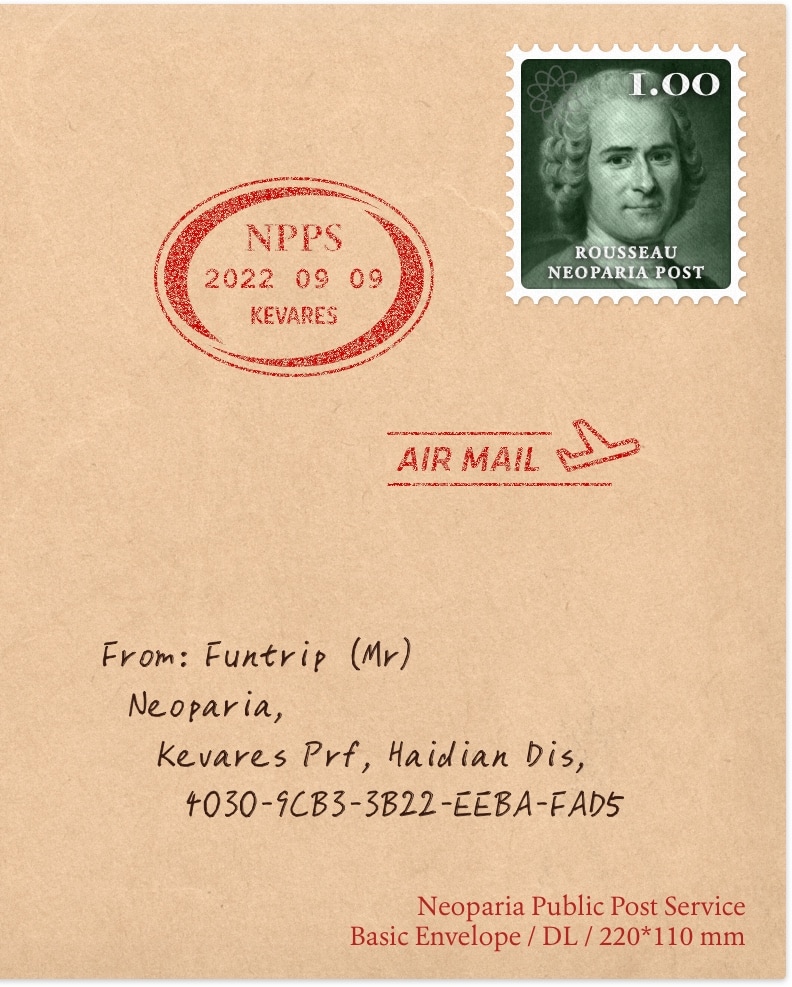 1.00
ROUSSEAU
NEOPARIA POST
NPPS
2022 09 09
KEVARES
AIR MAIL
From: Funtrip (Mr)
Neoparia,
Kevares Prf, Haidian Dis,
4030-9CB3-3B22-EEBA-FAD5
Neoparia Public Post Service
Basic Envelope / DL / 220*110 mm